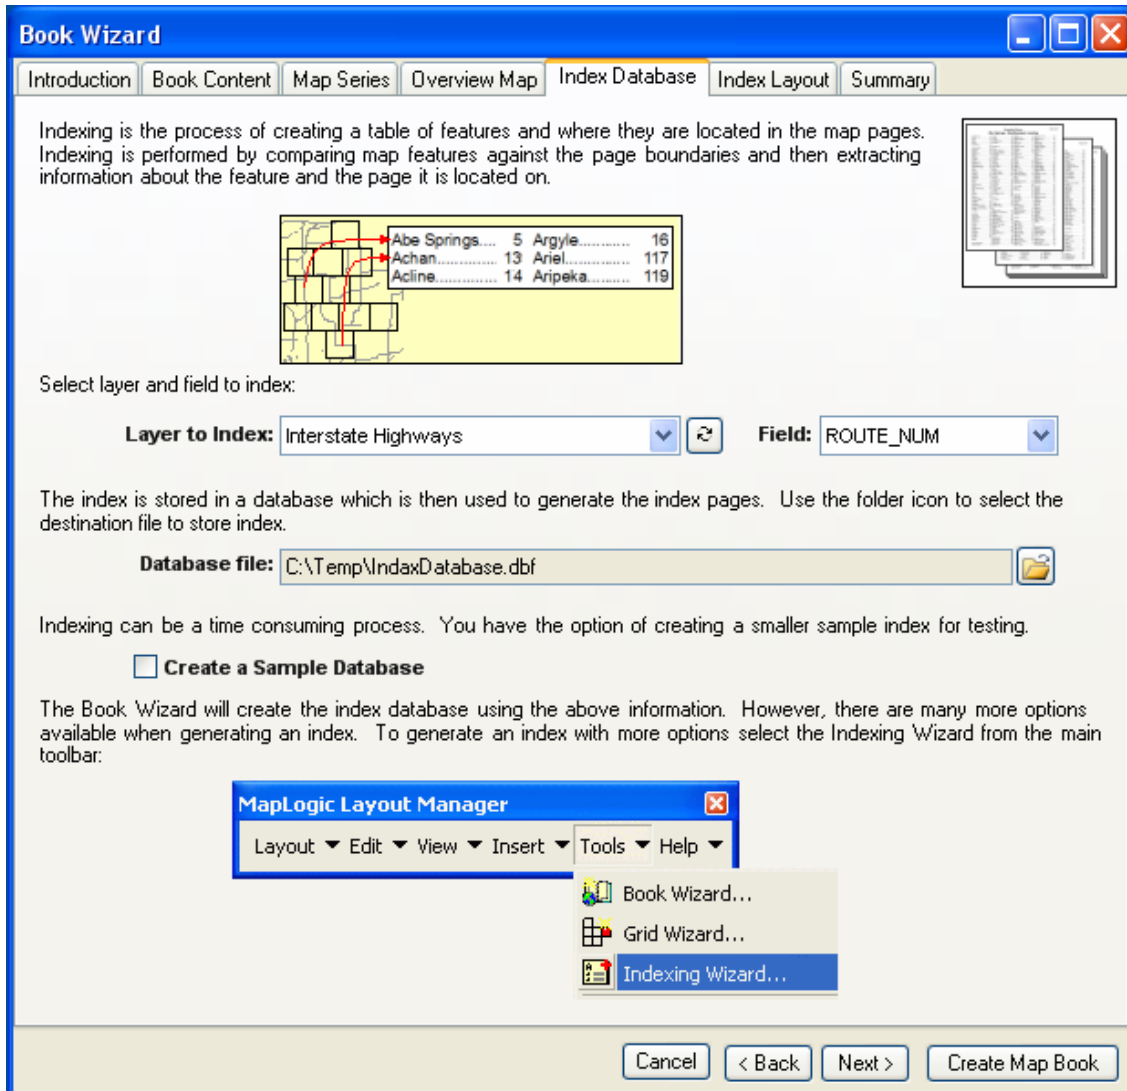 Book Wizard
Introduction Book Content Map Series Overview Map Index Database Index Layout Summary
Indexing is the process of creating a table of features and where they are located in the map pages.
Indexing is performed by comparing map features against the page boundaries and then extracting
information about the feature and the page it is located on.
Abe Springs.... 5 Argyle............ 16
Achan.............. 13 Ariel............... 117
Acline.............. 14 Aripeka.......... 119
Select layer and field to index:
Layer to Index: Interstate Highways Field: ROUTE_NUM
The index is stored in a database which is then used to generate the index pages. Use the folder icon to select the
destination file to store index.
Database file: C:\Temp\IndaxDatabase.dbf
Indexing can be a time consuming process. You have the option of creating a smaller sample index for testing.
Create a Sample Database
The Book Wizard will create the index database using the above information. However, there are many more options
available when generating an index. To generate an index with more options select the Indexing Wizard from the main
toolbar:
MapLogic Layout Manager
Layout Edit View Insert Tools Help
Book Wizard...
Grid Wizard...
Indexing Wizard...
Cancel < Back Next > Create Map Book